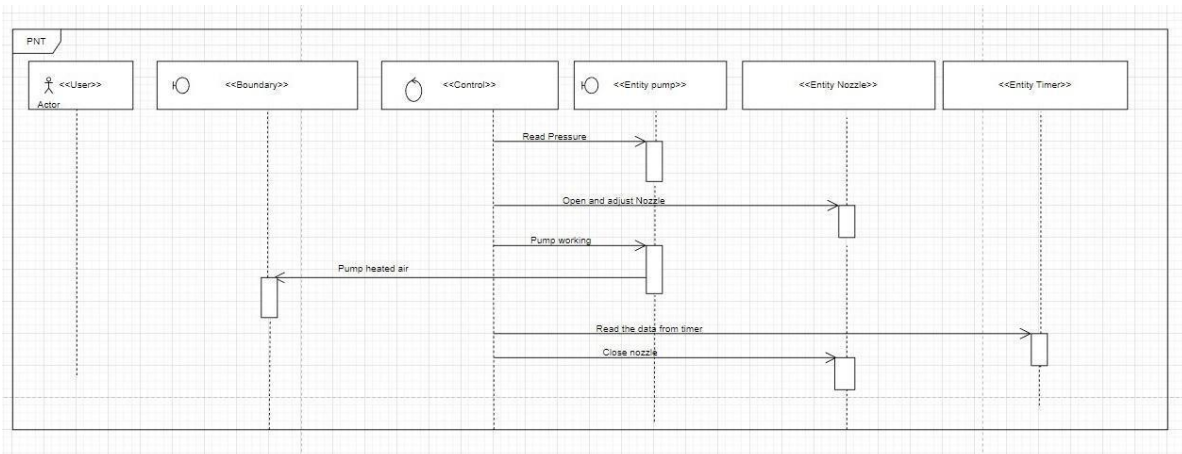 PNT
<<User>>
Actor
<<Boundary>>
<<Control>>
<<Entity pump>>
<<Entity Nozzle>>
<<Entity Timer>>
Read Pressure
Open and adjust Nozzle
Pump working
Pump heated air
Read the data from timer
Close nozzle